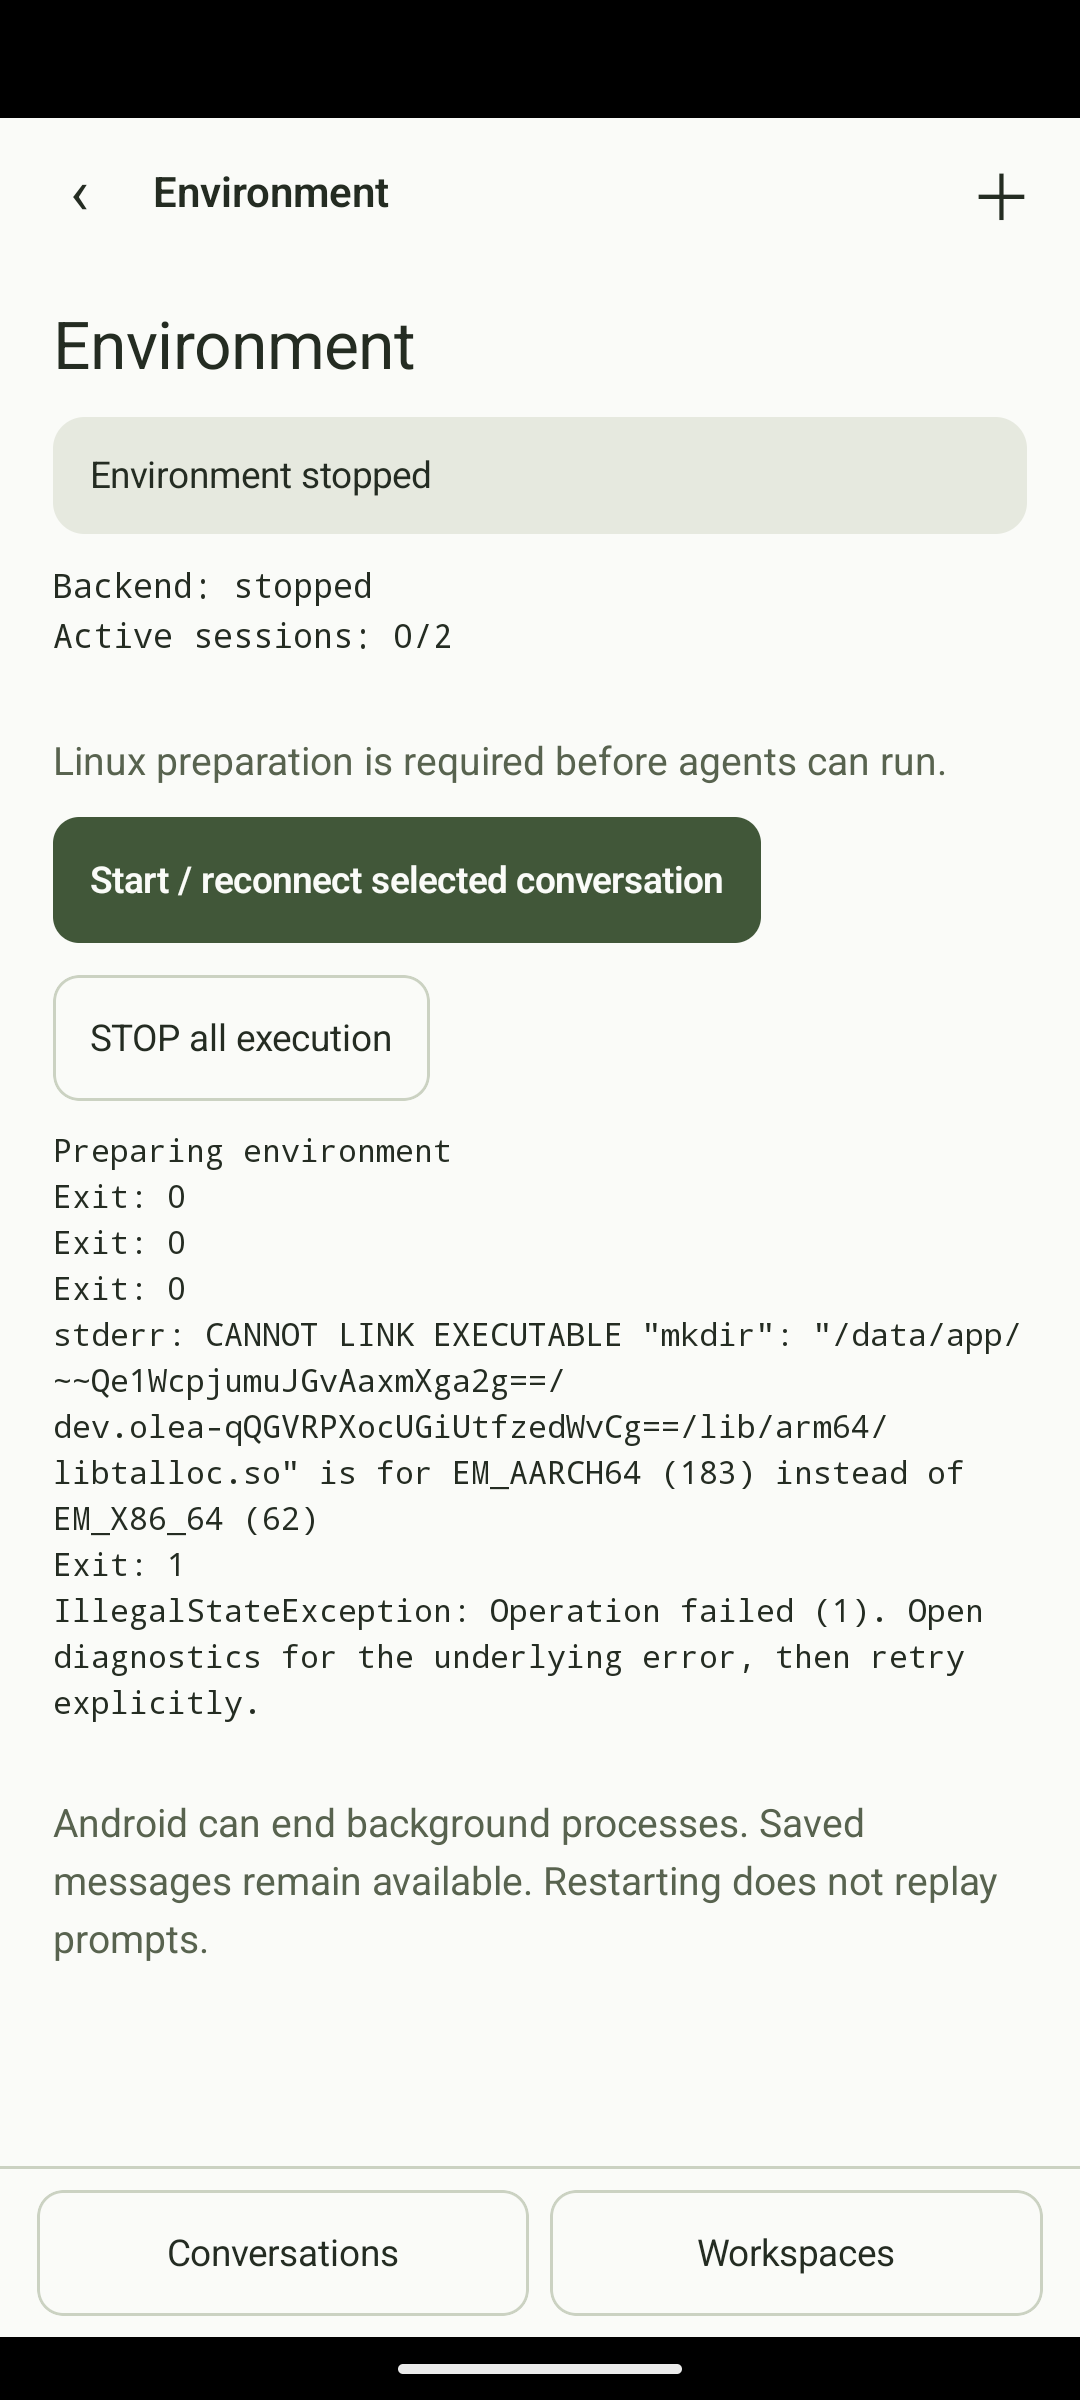 ‹ Environment +
Environment
Environment stopped
Backend: stopped
Active sessions: 0/2
Linux preparation is required before agents can run.
Start / reconnect selected conversation
STOP all execution
Preparing environment
Exit: 0
Exit: 0
Exit: 0
stderr: CANNOT LINK EXECUTABLE "mkdir": "/data/app/
~~Qe1WcpjumuJGvAaxmXga2g==/
dev.olea-qQGVRPXocUGiUtfzedWvCg==/lib/arm64/
libtalloc.so" is for EM_AARCH64 (183) instead of
EM_X86_64 (62)
Exit: 1
IllegalStateException: Operation failed (1). Open
diagnostics for the underlying error, then retry
explicitly.
Android can end background processes. Saved
messages remain available. Restarting does not replay
prompts.
Conversations
Workspaces